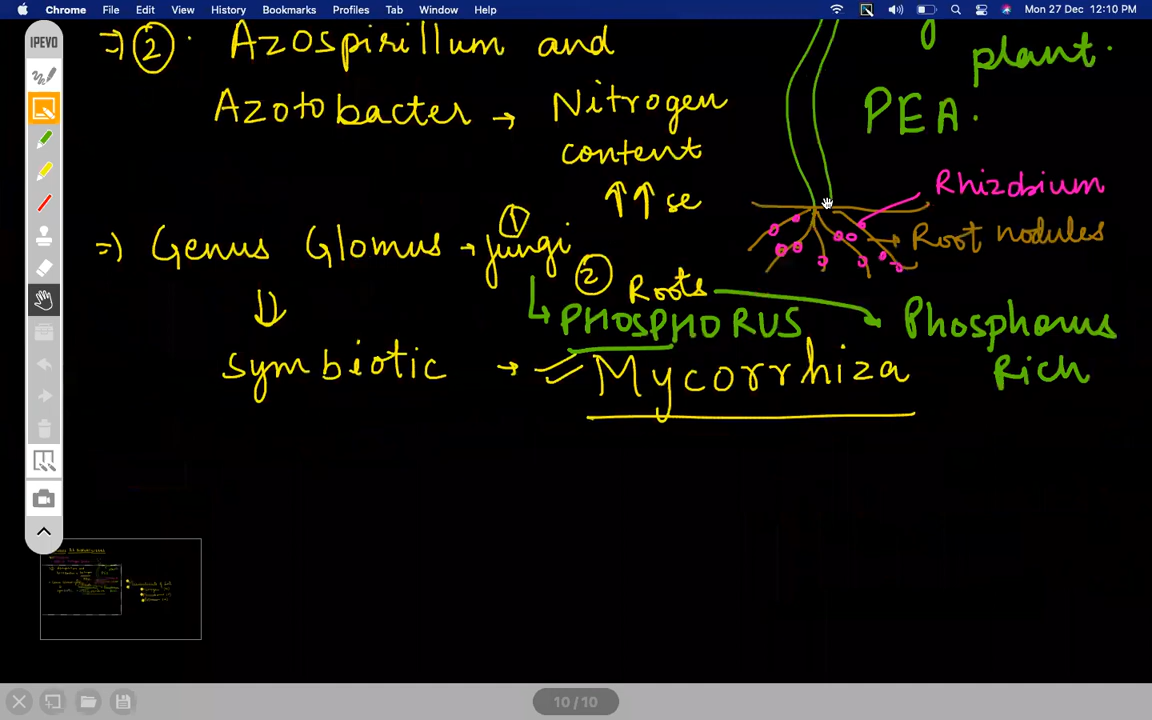 Chrome File Edit View History Bookmarks Profiles Tab Window Help Mon 27 Dec 12:10 PM
IPEVO
⇒ ② · Azospirillum and
Azotobacter → Nitrogen
content
↑↑ se
plant.
PEA.
Rhizobium
Root nodules
⇒) Genus Glomus → fungi ①
② Roots
PHOSPHORUS
Phosphorus
Rich
⇓
symbiotic → Mycorrhiza
10/10